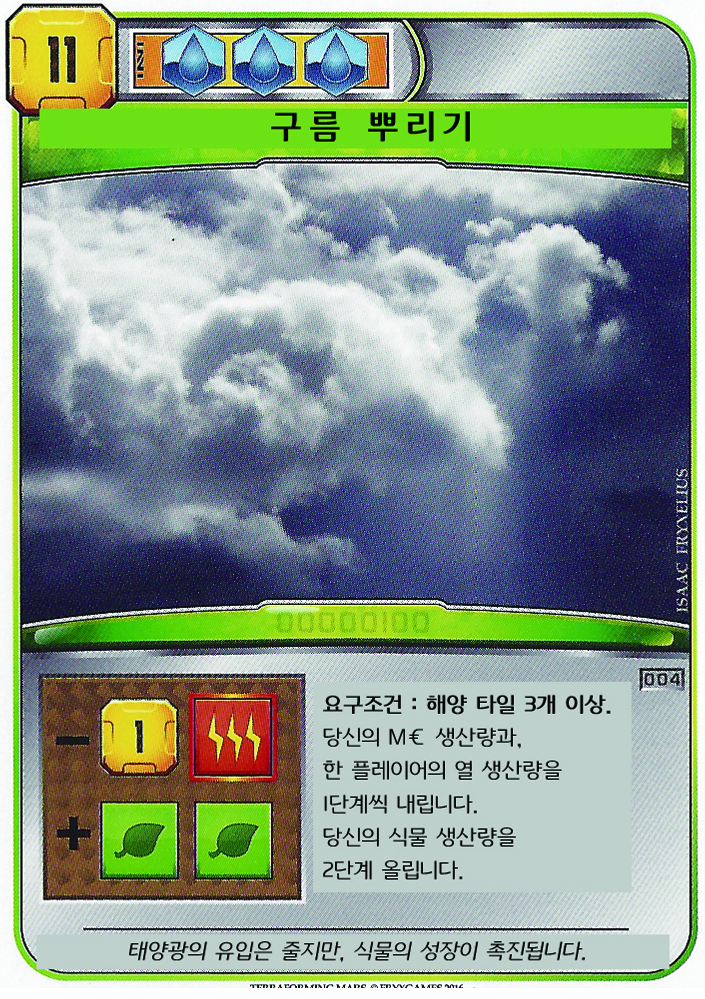 11
구름 뿌리기
ISAAC FRYXELIUS
00000100
004
1
요구조건 : 해양 타일 3개 이상.
당신의 M€ 생산량과,
한 플레이어의 열 생산량을
1단계씩 내립니다.
당신의 식물 생산량을
2단계 올립니다.
-
+
태양광의 유입은 줄지만, 식물의 성장이 촉진됩니다.
TERRAFORMING MARS © FRYXGAMES 2016